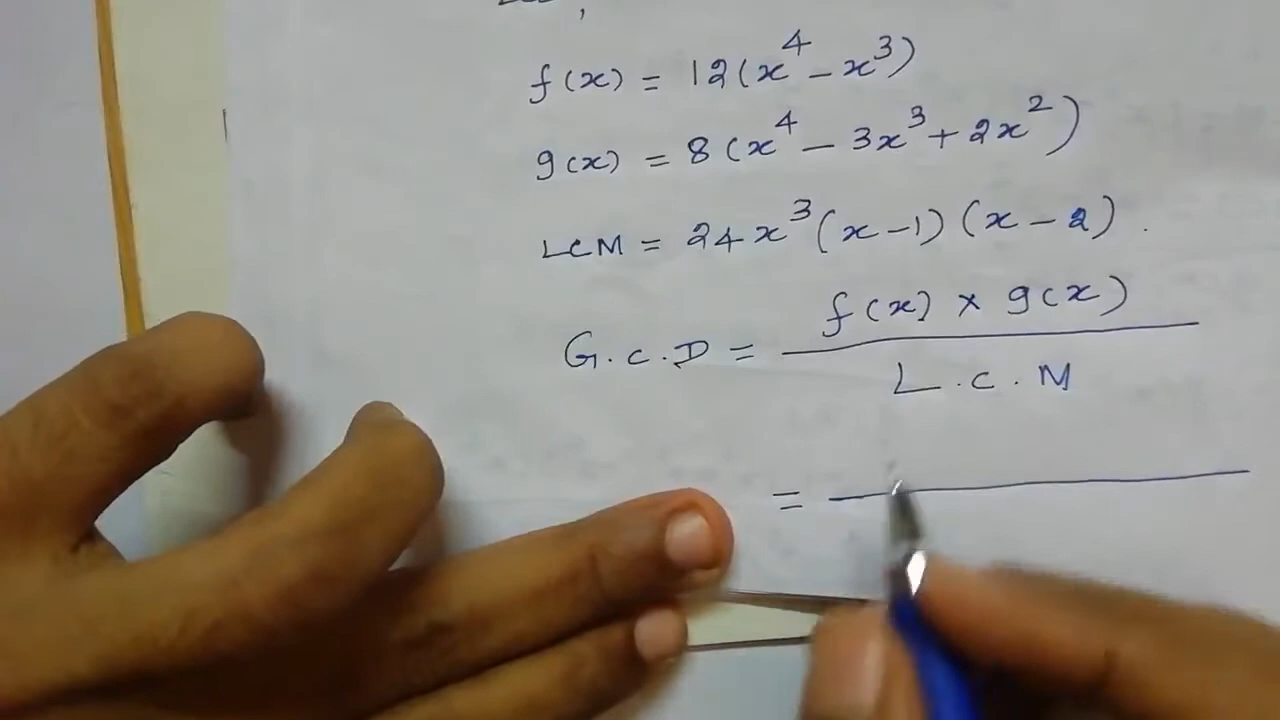 f(x) = 12(x⁴ - x³)
g(x) = 8(x⁴ - 3x³ + 2x²)
LCM = 24x³(x-1)(x-2).
G.C.D = f(x) × g(x) / L.C.M
=